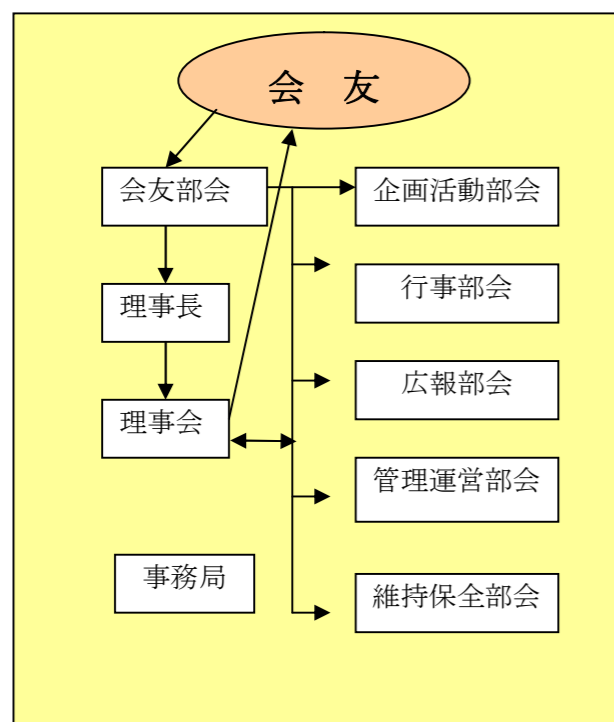 会 友
会友部会
企画活動部会
理事長
行事部会
理事会
広報部会
管理運営部会
事務局
維持保全部会